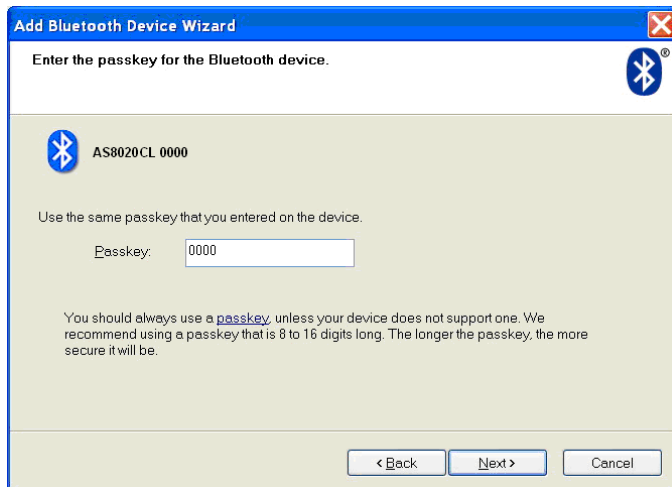 Add Bluetooth Device Wizard
Enter the passkey for the Bluetooth device.
®
AS8020CL 0000
Use the same passkey that you entered on the device.
Passkey: 0000
You should always use a passkey, unless your device does not support one. We
recommend using a passkey that is 8 to 16 digits long. The longer the passkey, the more
secure it will be.
< Back Next > Cancel